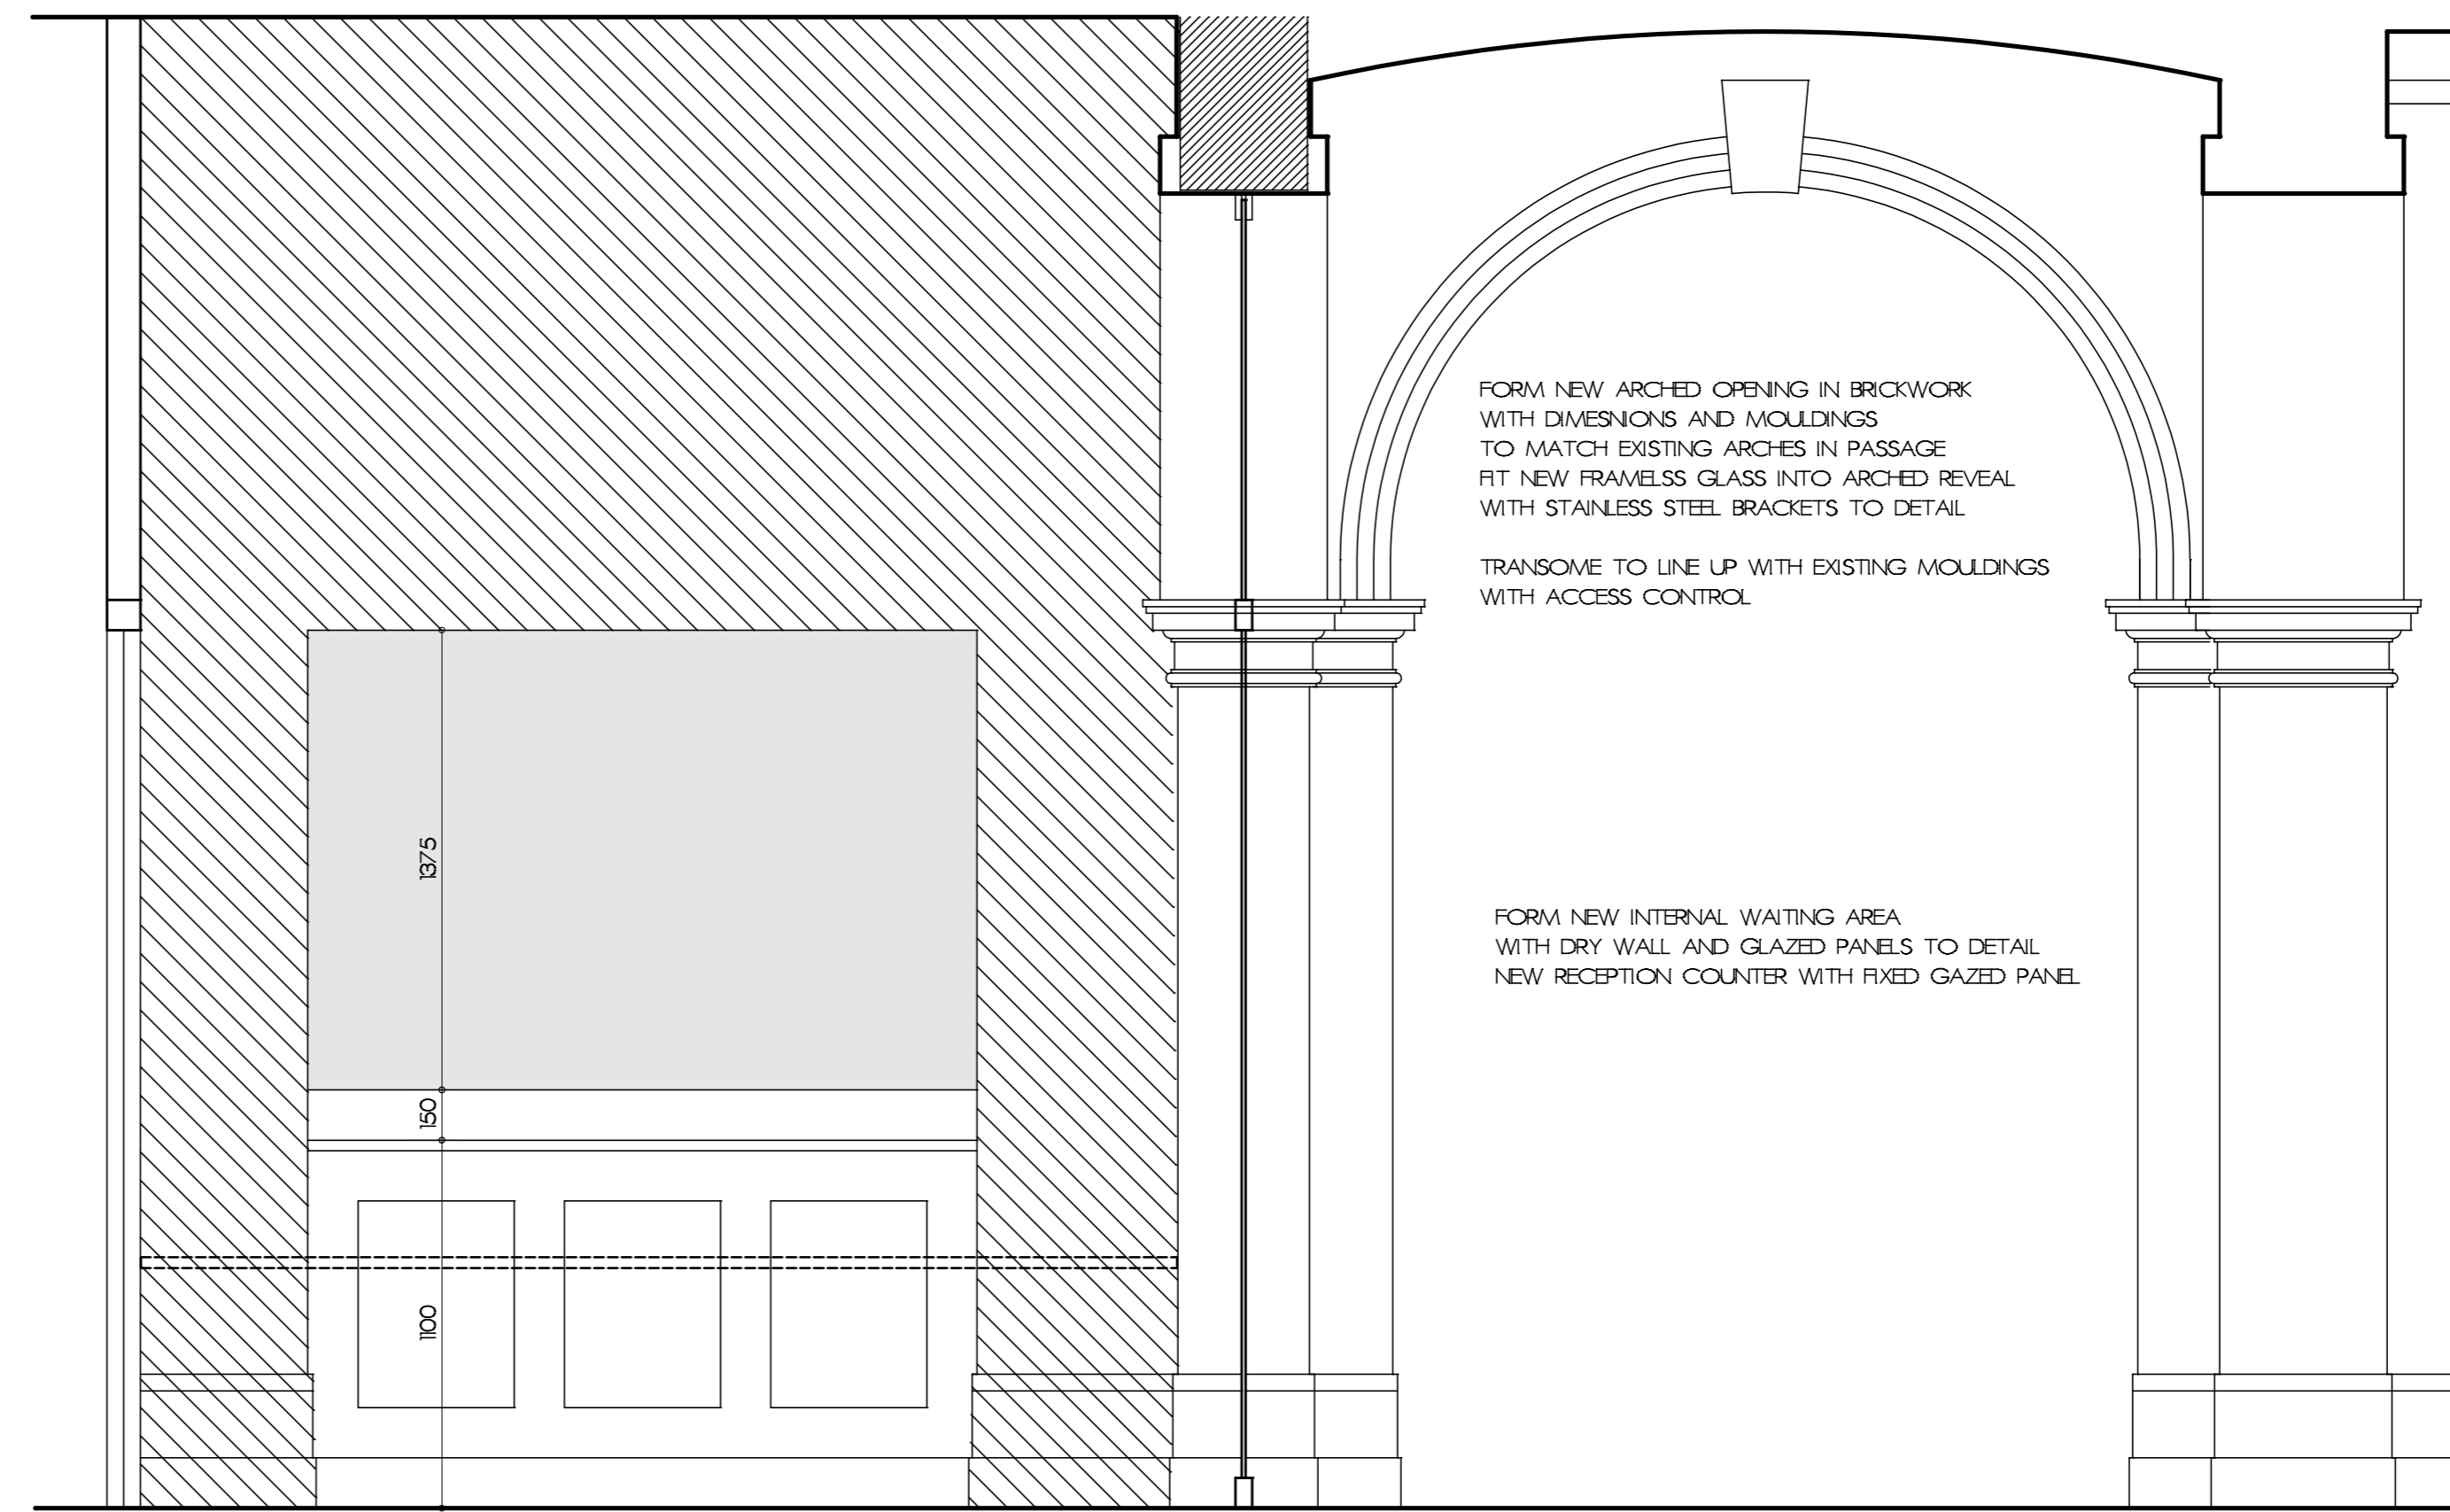 FORM NEW ARCHED OPENING IN BRICKWORK
WITH DIMESNIONS AND MOULDINGS
TO MATCH EXISTING ARCHES IN PASSAGE
FIT NEW FRAMELSS GLASS INTO ARCHED REVEAL
WITH STAINLESS STEEL BRACKETS TO DETAIL
TRANSOME TO LINE UP WITH EXISTING MOULDINGS
WITH ACCESS CONTROL
1375
FORM NEW INTERNAL WAITING AREA
WITH DRY WALL AND GLAZED PANELS TO DETAIL
NEW RECEPTION COUNTER WITH FIXED GAZED PANEL
150
1100